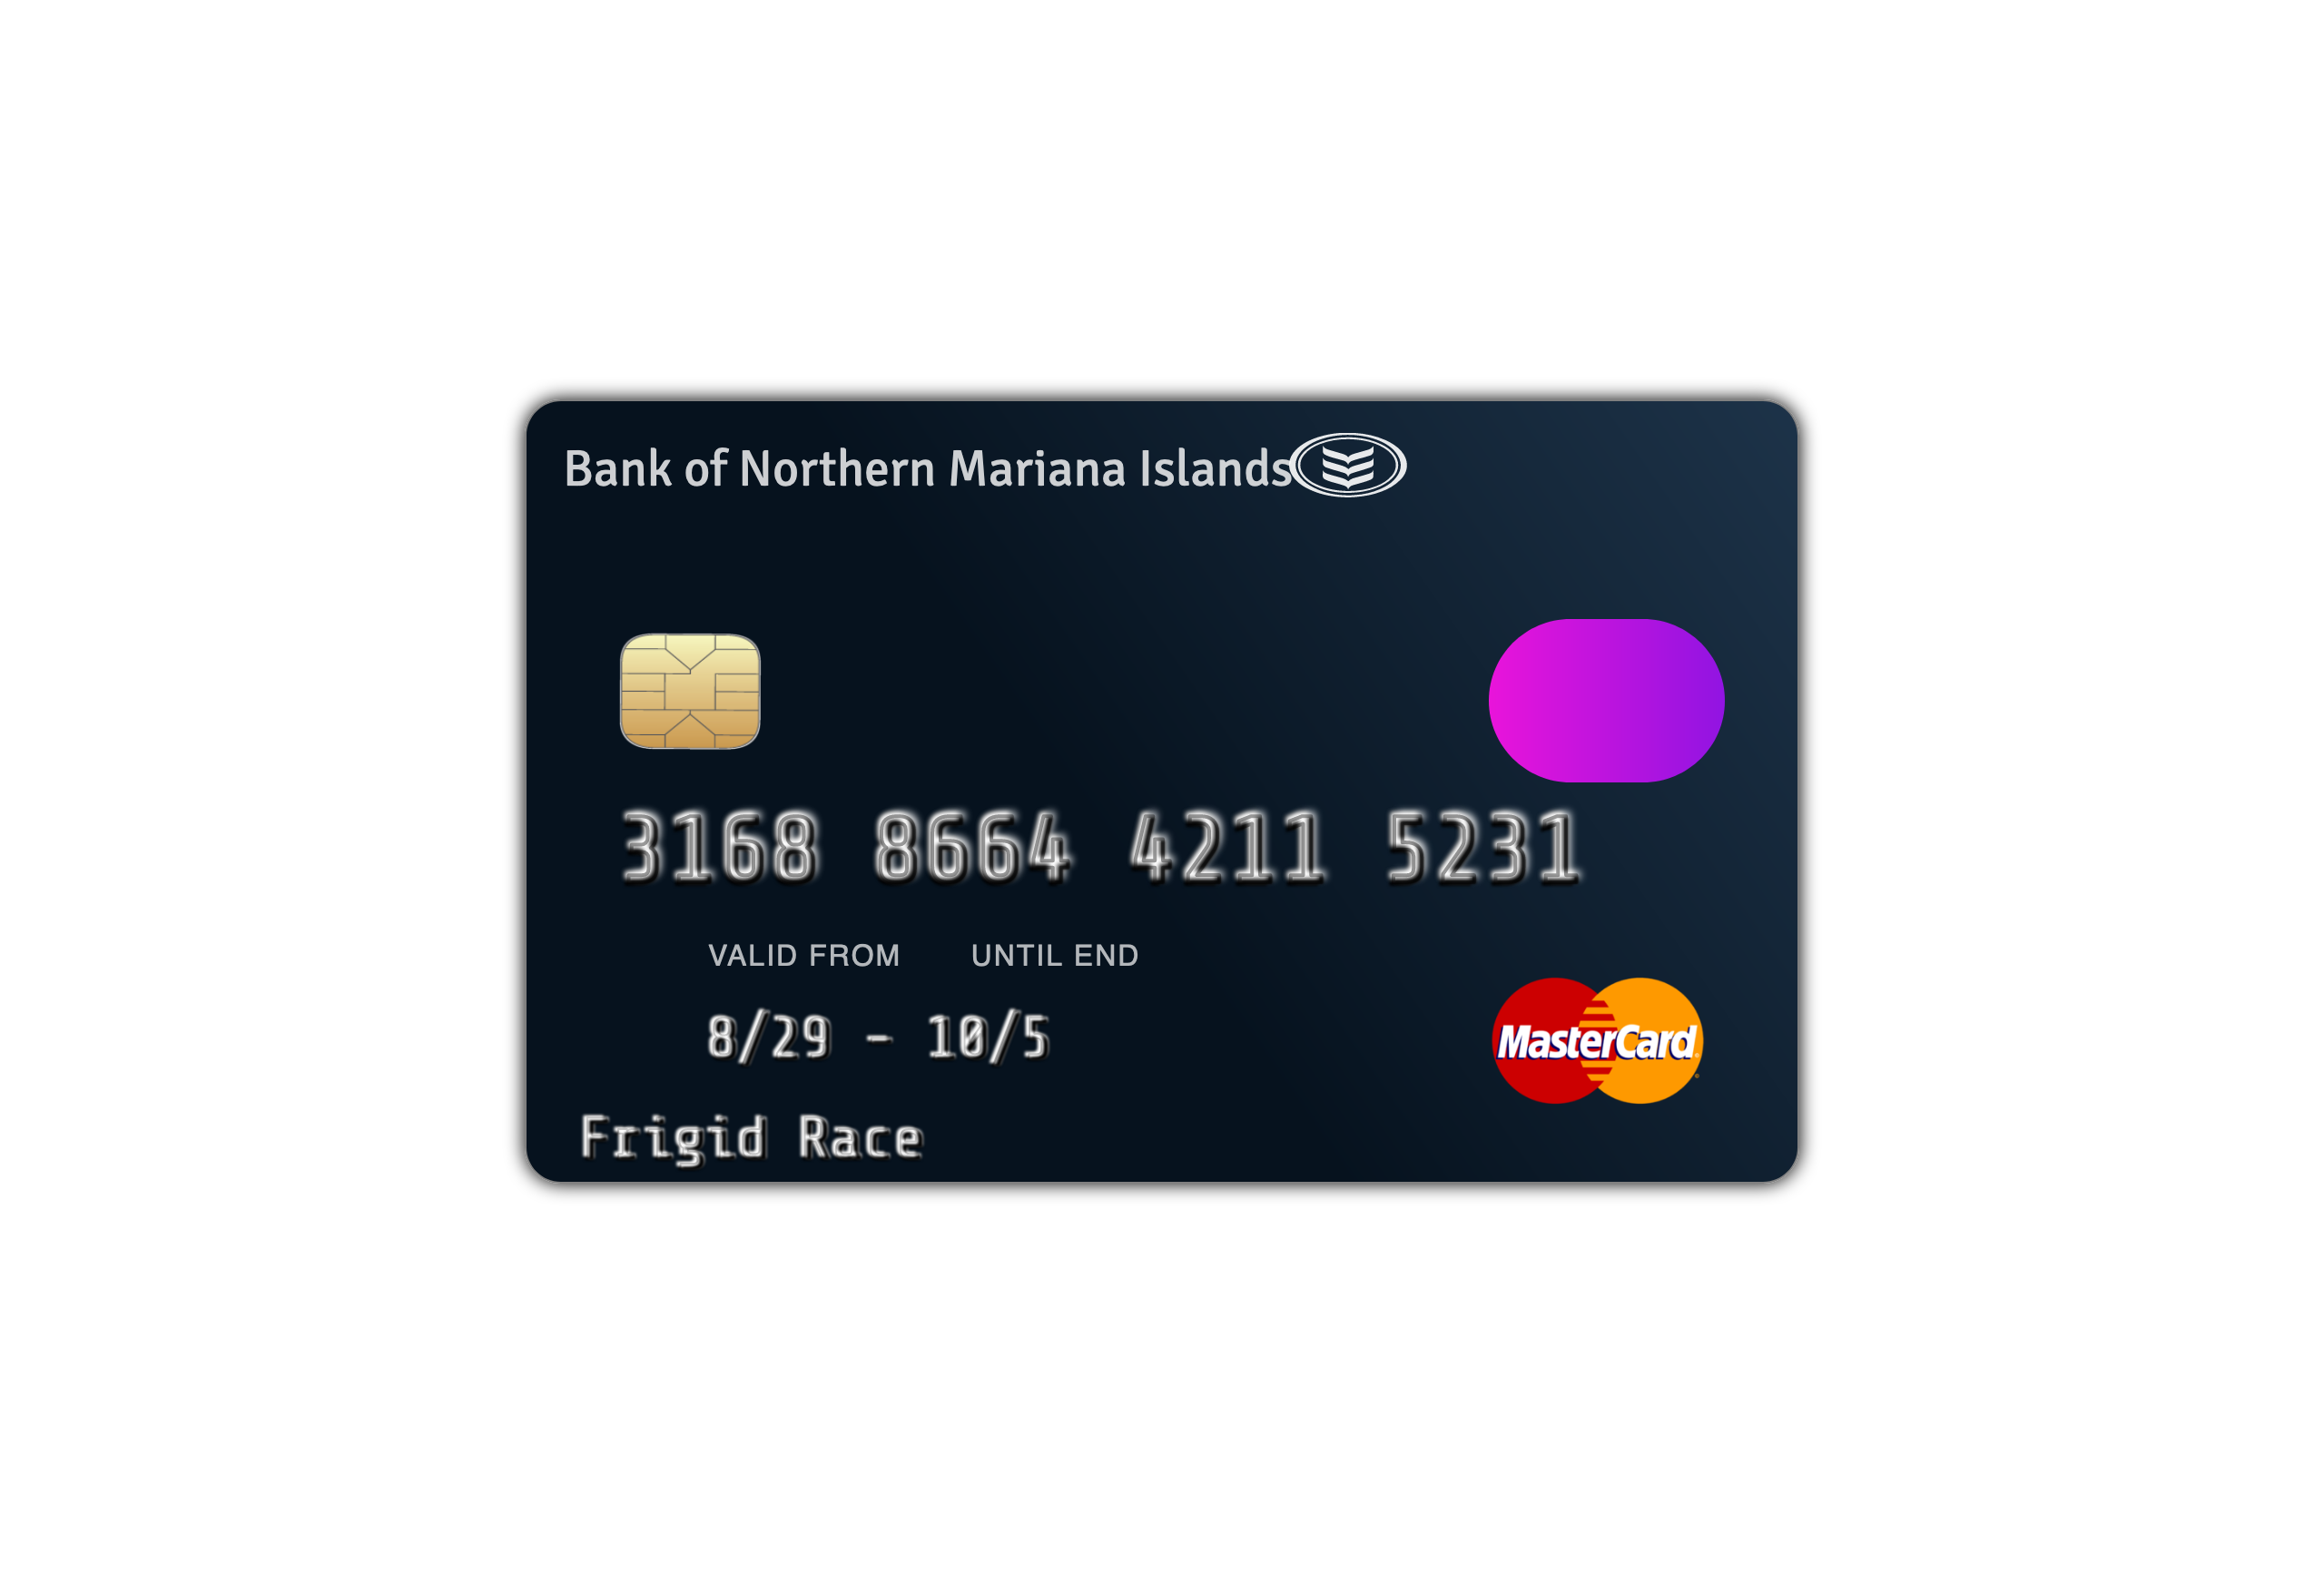 Bank of Northern Mariana Islands
3168 8664 4211 5231
VALID FROM UNTIL END
8/29 - 10/5
MasterCard
Frigid Race